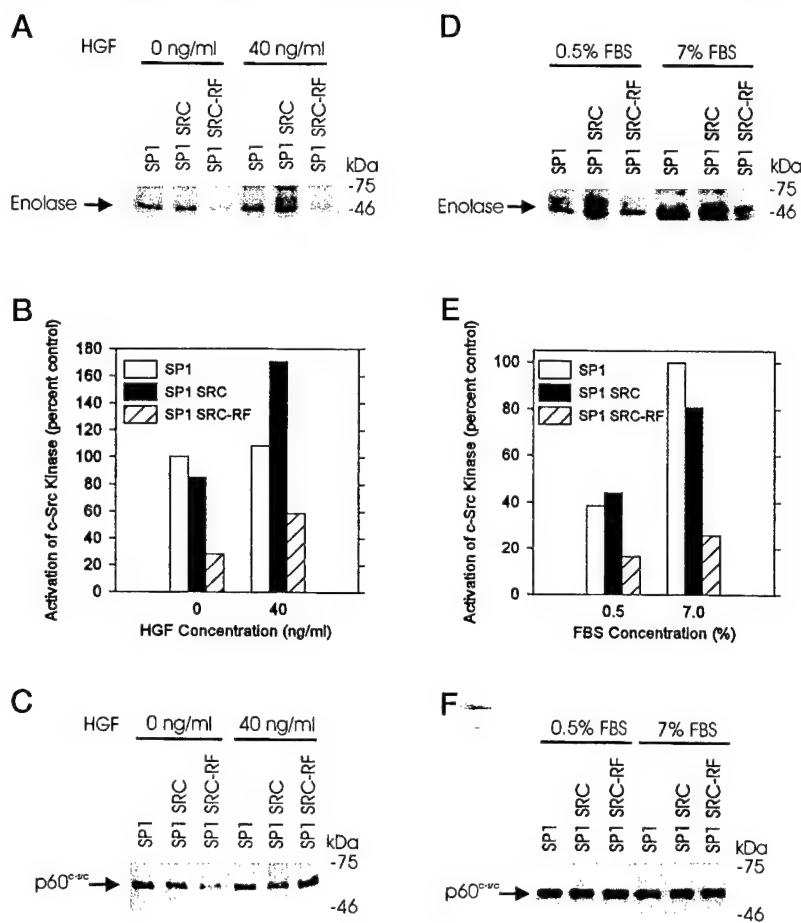 A
HGF 0 ng/ml 40 ng/ml
SP1 SP1 SRC SP1 SRC-RF SP1 SP1 SRC SP1 SRC-RF kDa
-75
Enolase -46
B
Activation of c-Src Kinase (percent control)
180
160
140
120
100
80
60
40
20
0
SP1
SP1 SRC
SP1 SRC-RF
0 40
HGF Concentration (ng/ml)
C
HGF 0 ng/ml 40 ng/ml
SP1 SP1 SRC SP1 SRC-RF SP1 SP1 SRC SP1 SRC-RF kDa
-75
p60c-src
-46
D
0.5% FBS 7% FBS
SP1 SP1 SRC SP1 SRC-RF SP1 SP1 SRC SP1 SRC-RF kDa
-75
Enolase -46
E
Activation of c-Src Kinase (percent control)
100
80
60
40
20
0
SP1
SP1 SRC
SP1 SRC-RF
0.5 7.0
FBS Concentration (%)
F
0.5% FBS 7% FBS
SP1 SP1 SRC SP1 SRC-RF SP1 SP1 SRC SP1 SRC-RF kDa
-75
p60c-src
-46